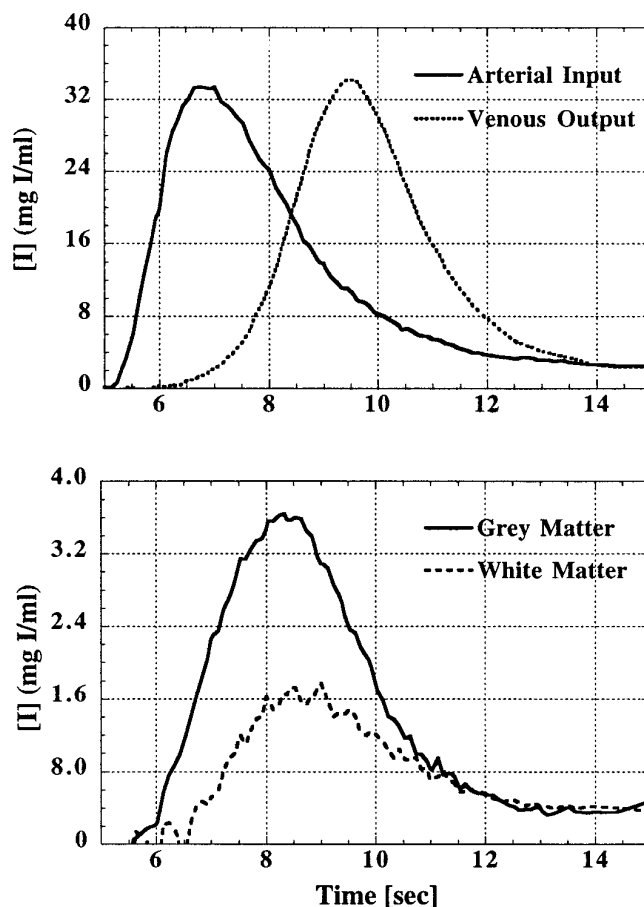 40
32
24
16
8
0
[I] (mg I/ml)
Arterial Input
Venous Output
6 8 10 12 14
4.0
3.2
2.4
1.6
8.0
0
[I] (mg I/ml)
Grey Matter
White Matter
6 8 10 12 14
Time [sec]